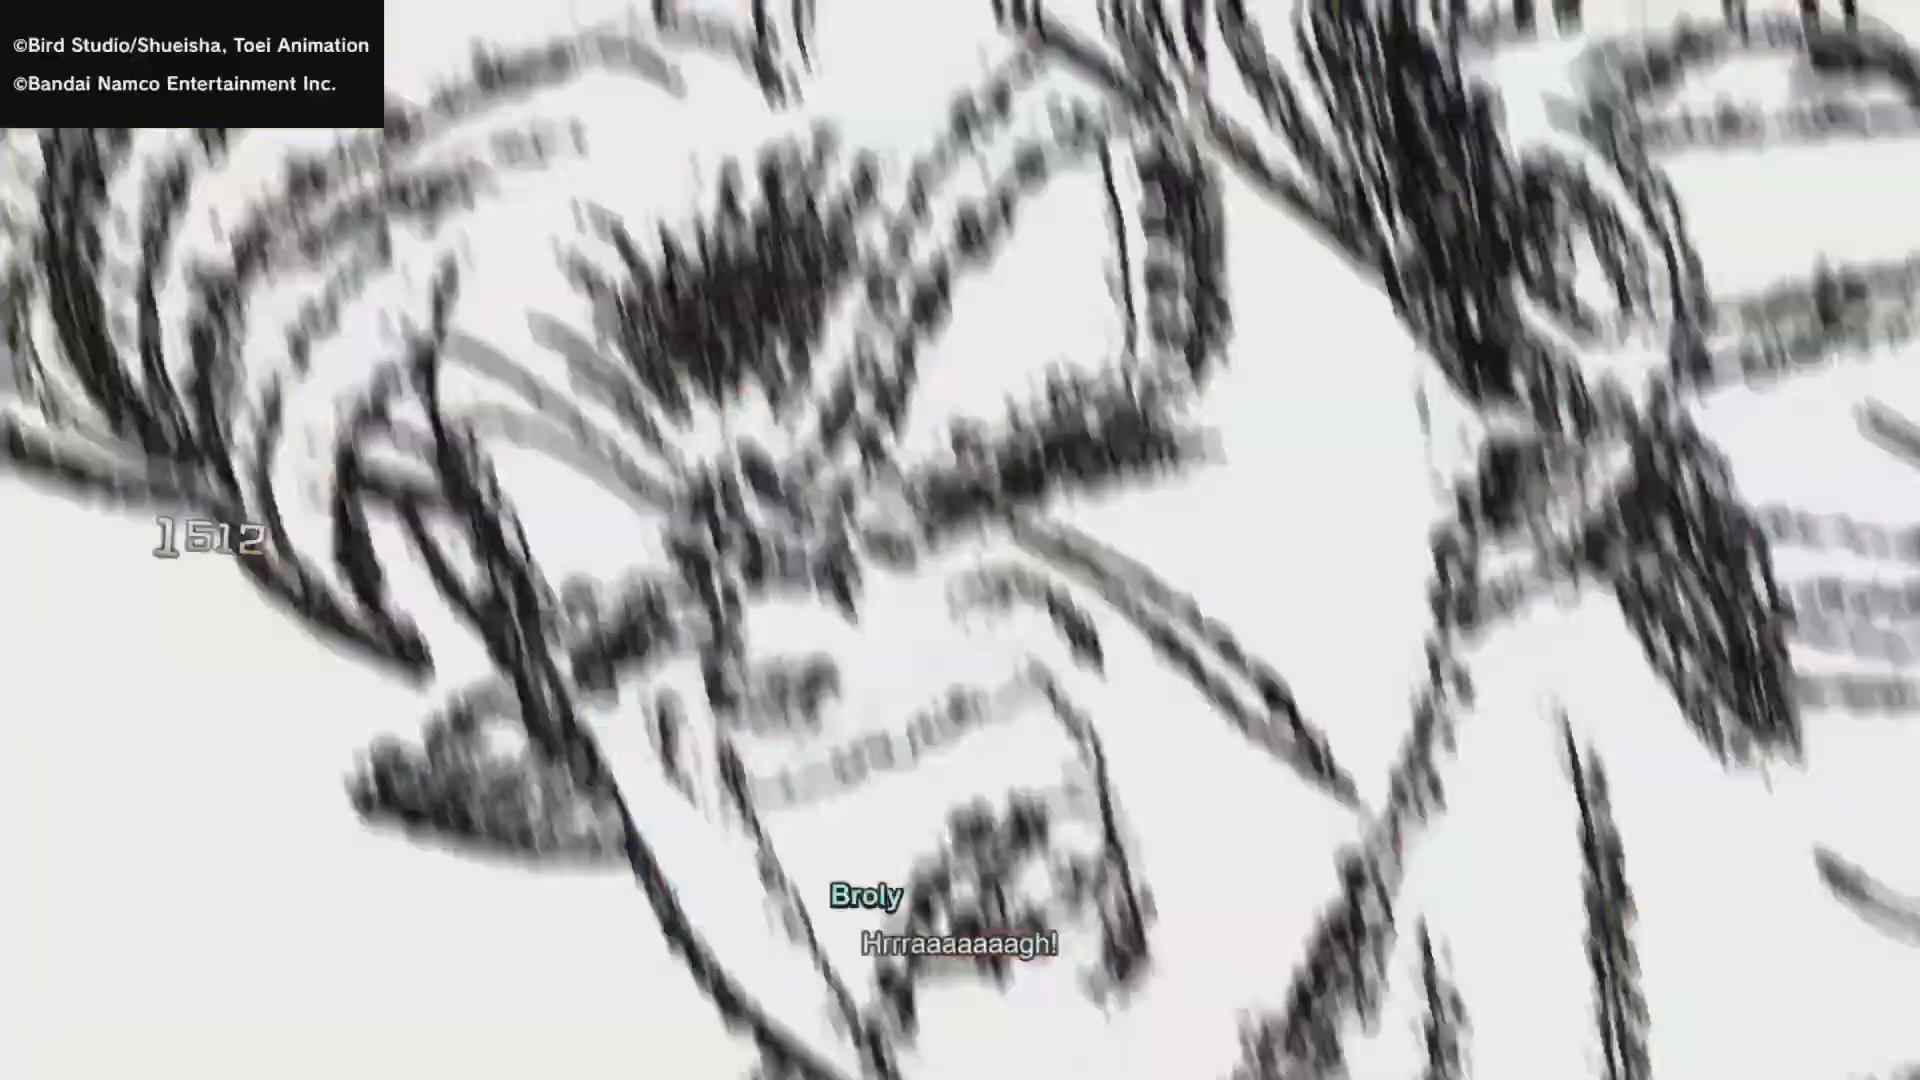 ©Bird Studio/Shueisha, Toei Animation
©Bandai Namco Entertainment Inc.
1512
Broly
Hrrraaaaaaagh!